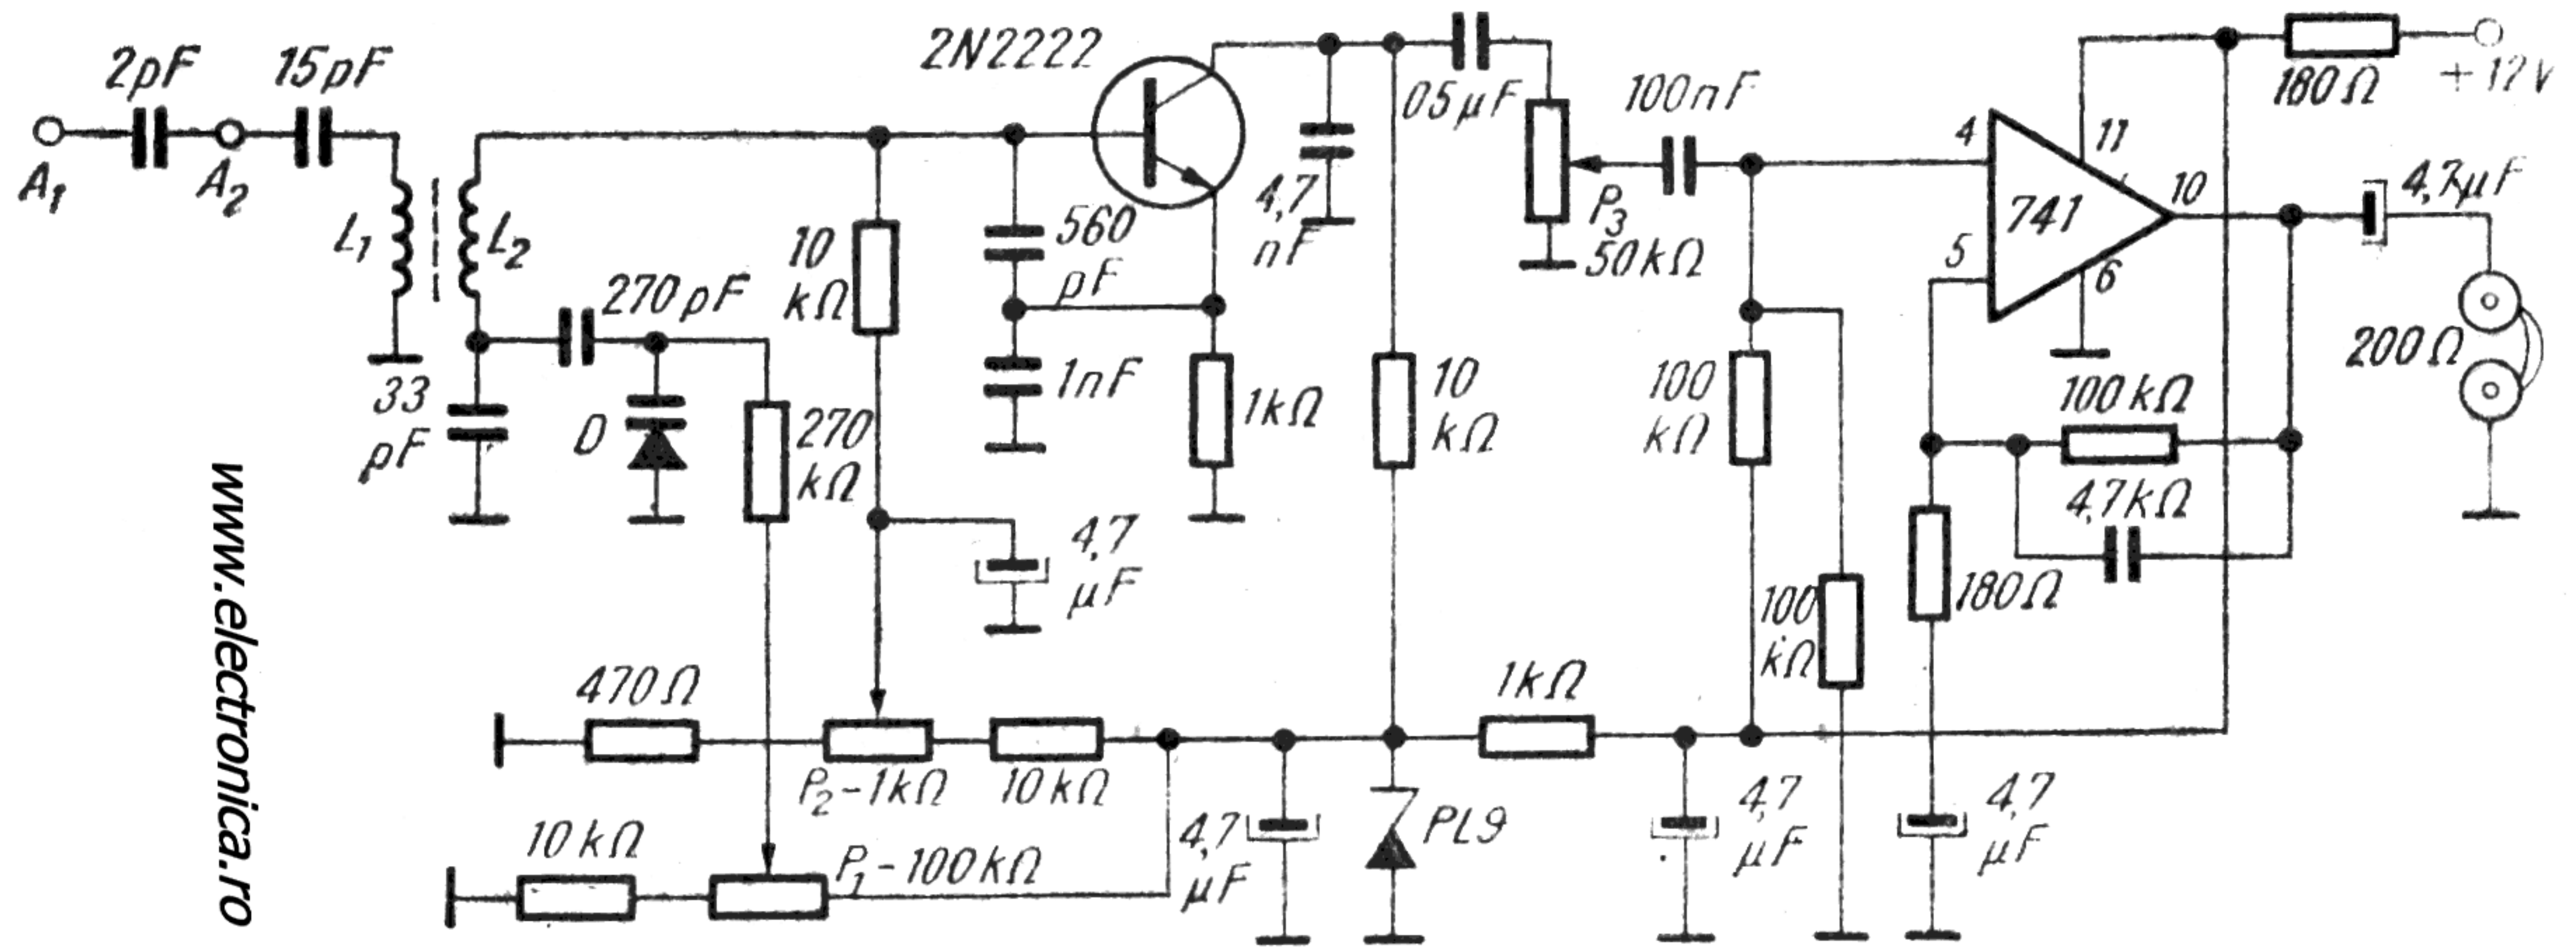 2pF
15pF
2N2222
180Ω
+12V
A1
A2
05µF
100nF
4
11
10
4,7µF
741
L1
L2
10
kΩ
560
pF
4,7
nF
P3
50kΩ
5
6
270pF
200Ω
33
pF
D
270
kΩ
1nF
1kΩ
10
kΩ
100
kΩ
100kΩ
4,7kΩ
4,7
µF
100
kΩ
180Ω
470Ω
1kΩ
P2-1kΩ
10kΩ
4,7
µF
PL9
4,7
µF
4,7
µF
10kΩ
P1-100kΩ
www.electronica.ro